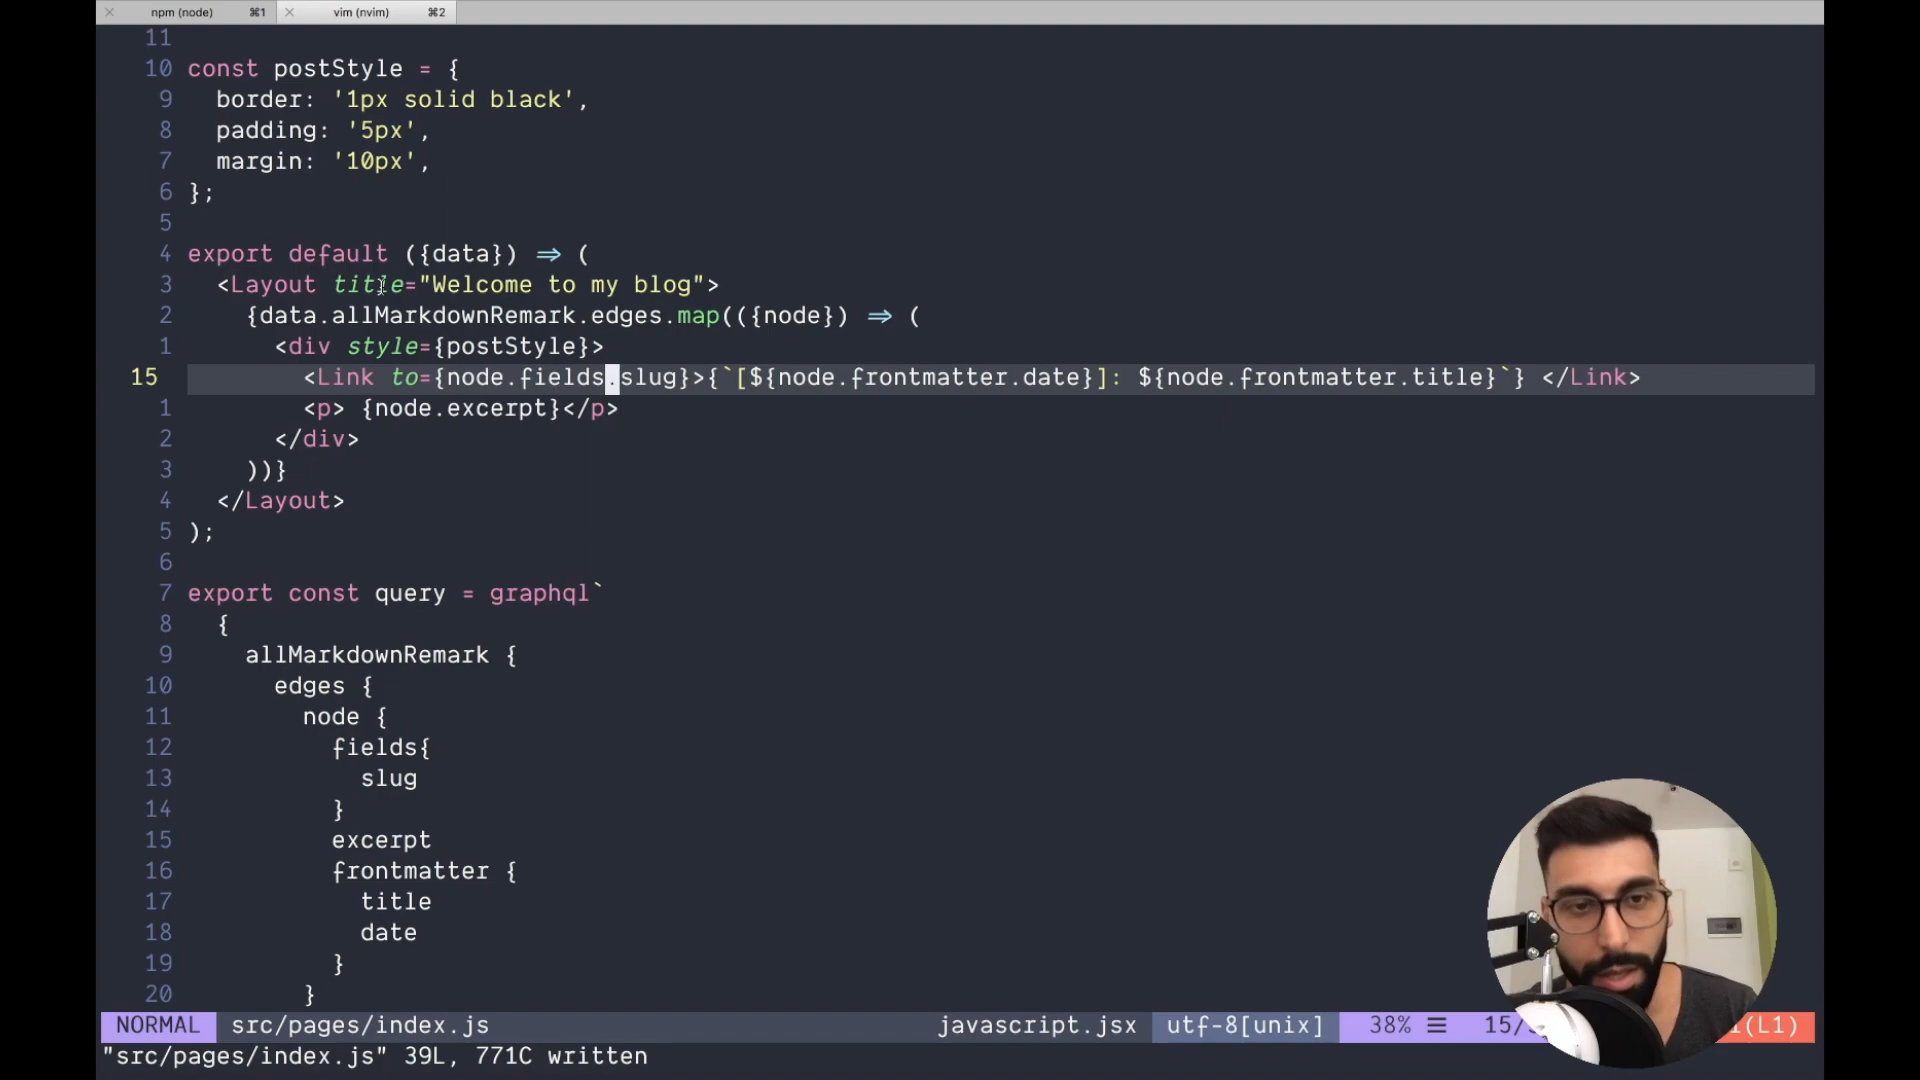 npm (node) ⌘1 vim (nvim) ⌘2
11
10 const postStyle = {
9   border: '1px solid black',
8   padding: '5px',
7   margin: '10px',
6 };
5
4 export default ({data}) => (
3   <Layout title="Welcome to my blog">
2     {data.allMarkdownRemark.edges.map(({node}) => (
1       <div style={postStyle}>
15         <Link to={node.fields.slug}>{`[${node.frontmatter.date}]: ${node.frontmatter.title}`} </Link>
1         <p> {node.excerpt}</p>
2       </div>
3     ))}
4   </Layout>
5 );
6
7 export const query = graphql`
8   {
9     allMarkdownRemark {
10       edges {
11         node {
12           fields{
13             slug
14           }
15           excerpt
16           frontmatter {
17             title
18             date
19           }
20         }
NORMAL src/pages/index.js javascript.jsx utf-8[unix] 38% ☰ 15/ (L1)
"src/pages/index.js" 39L, 771C written